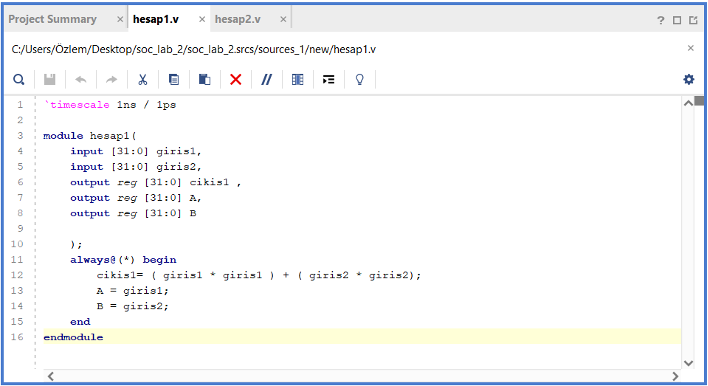 Project Summary × hesap1.v × hesap2.v × ?
C:/Users/Özlem/Desktop/soc_lab_2/soc_lab_2.srcs/sources_1/new/hesap1.v ×
1 `timescale 1ns / 1ps
2
3 module hesap1(
4 input [31:0] giris1,
5 input [31:0] giris2,
6 output reg [31:0] cikis1 ,
7 output reg [31:0] A,
8 output reg [31:0] B
9
10 );
11 always@(*) begin
12 cikis1= ( giris1 * giris1 ) + ( giris2 * giris2);
13 A = giris1;
14 B = giris2;
15 end
16 endmodule